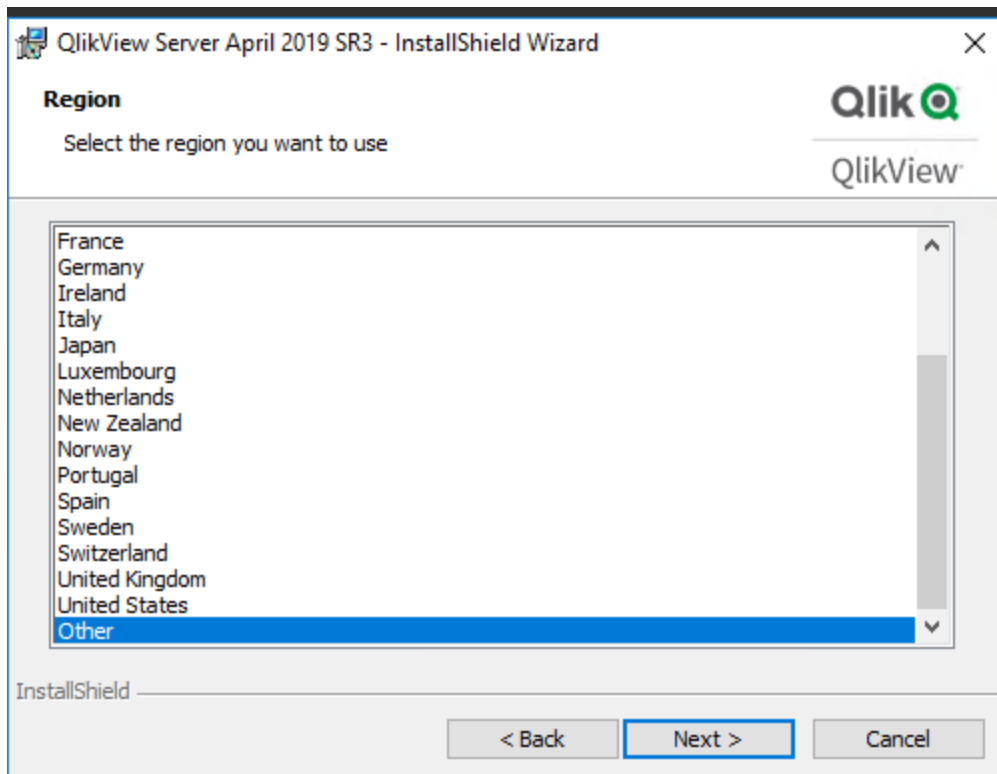 QlikView Server April 2019 SR3 - InstallShield Wizard
Region
Select the region you want to use
Qlik
QlikView
France
Germany
Ireland
Italy
Japan
Luxembourg
Netherlands
New Zealand
Norway
Portugal
Spain
Sweden
Switzerland
United Kingdom
United States
Other
InstallShield
< Back
Next >
Cancel